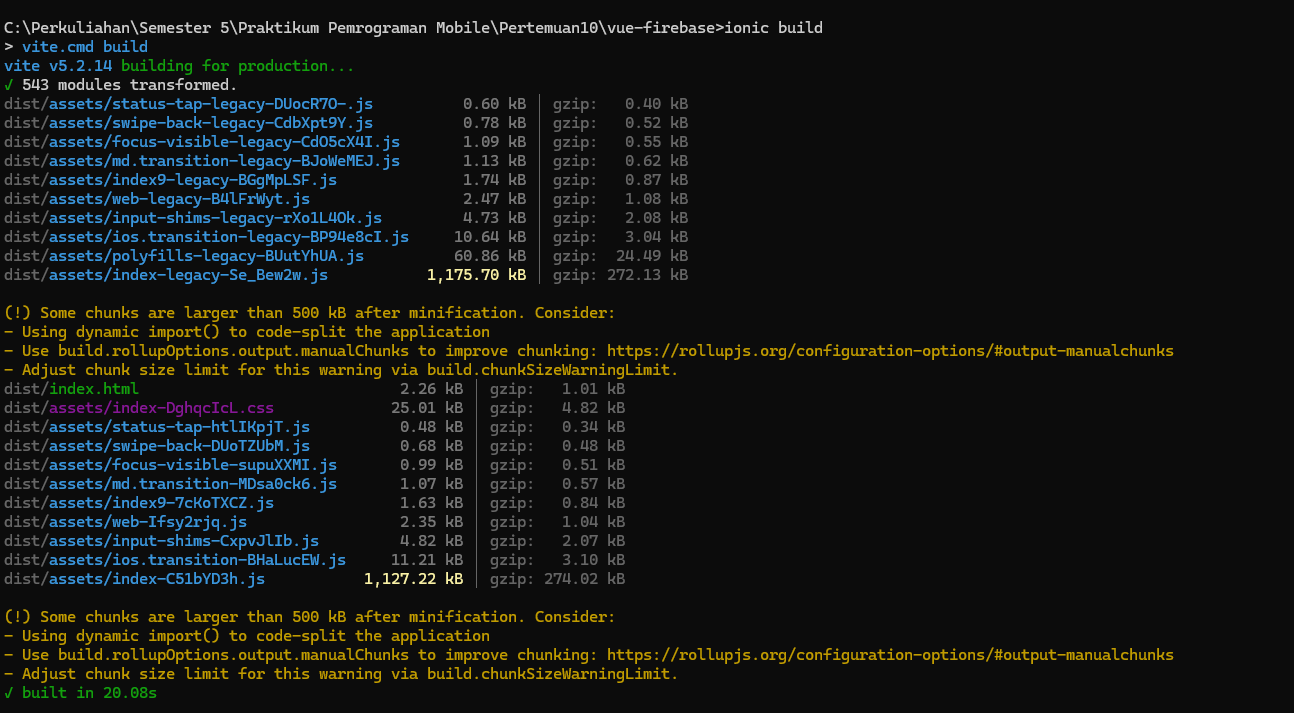 C:\Perkuliahan\Semester 5\Praktikum Pemrograman Mobile\Pertemuan10\vue-firebase>ionic build
> vite.cmd build
vite v5.2.14 building for production...
✓ 543 modules transformed.
dist/assets/status-tap-legacy-DUocR7O-.js 0.60 kB │ gzip: 0.40 kB
dist/assets/swipe-back-legacy-CdbXpt9Y.js 0.78 kB │ gzip: 0.52 kB
dist/assets/focus-visible-legacy-CdO5cX4I.js 1.09 kB │ gzip: 0.55 kB
dist/assets/md.transition-legacy-BJoWeMEJ.js 1.13 kB │ gzip: 0.62 kB
dist/assets/index9-legacy-BGgMpLSF.js 1.74 kB │ gzip: 0.87 kB
dist/assets/web-legacy-B4lFrWyt.js 2.47 kB │ gzip: 1.08 kB
dist/assets/input-shims-legacy-rXo1L4Ok.js 4.73 kB │ gzip: 2.08 kB
dist/assets/ios.transition-legacy-BP94e8cI.js 10.64 kB │ gzip: 3.04 kB
dist/assets/polyfills-legacy-BUutYhUA.js 60.86 kB │ gzip: 24.49 kB
dist/assets/index-legacy-Se_Bew2w.js 1,175.70 kB │ gzip: 272.13 kB
(!) Some chunks are larger than 500 kB after minification. Consider:
- Using dynamic import() to code-split the application
- Use build.rollupOptions.output.manualChunks to improve chunking: https://rollupjs.org/configuration-options/#output-manualchunks
- Adjust chunk size limit for this warning via build.chunkSizeWarningLimit.
dist/index.html 2.26 kB │ gzip: 1.01 kB
dist/assets/index-DghqcIcL.css 25.01 kB │ gzip: 4.82 kB
dist/assets/status-tap-htlIKpjT.js 0.48 kB │ gzip: 0.34 kB
dist/assets/swipe-back-DUoTZUbM.js 0.68 kB │ gzip: 0.48 kB
dist/assets/focus-visible-supuXXMI.js 0.99 kB │ gzip: 0.51 kB
dist/assets/md.transition-MDsa0ck6.js 1.07 kB │ gzip: 0.57 kB
dist/assets/index9-7cKoTXCZ.js 1.63 kB │ gzip: 0.84 kB
dist/assets/web-Ifsy2rjq.js 2.35 kB │ gzip: 1.04 kB
dist/assets/input-shims-CxpvJlIb.js 4.82 kB │ gzip: 2.07 kB
dist/assets/ios.transition-BHaLucEW.js 11.21 kB │ gzip: 3.10 kB
dist/assets/index-C51bYD3h.js 1,127.22 kB │ gzip: 274.02 kB
(!) Some chunks are larger than 500 kB after minification. Consider:
- Using dynamic import() to code-split the application
- Use build.rollupOptions.output.manualChunks to improve chunking: https://rollupjs.org/configuration-options/#output-manualchunks
- Adjust chunk size limit for this warning via build.chunkSizeWarningLimit.
✓ built in 20.08s